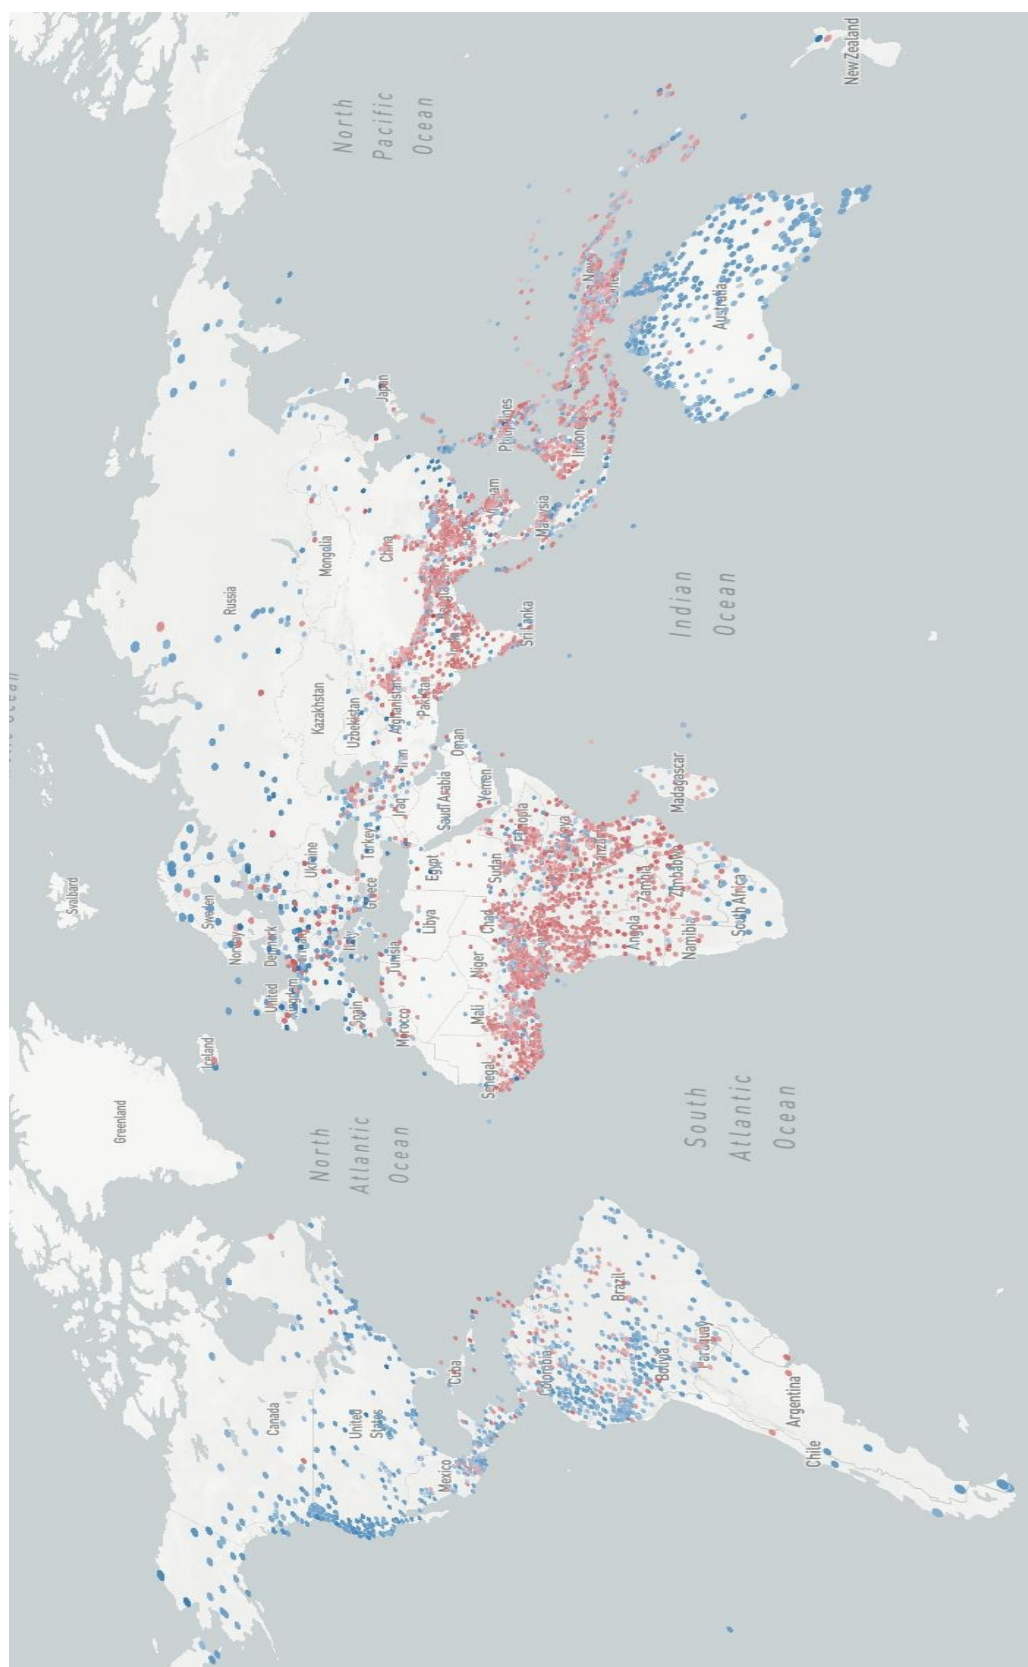 Svalbard
Greenland
Iceland
Norway
Sweden
Russia
Canada
United
Kingdom
Denmark
Ukraine
Kazakhstan
Mongolia
North
Pacific
Ocean
North
Atlantic
Ocean
United
States
Spain
Italy
Greece
Turkey
Uzbekistan
China
Japan
Morocco
Tunisia
Iraq
Iran
Afghanistan
Pakistan
India
Libya
Egypt
Saudi Arabia
Oman
Mexico
Cuba
Senegal
Mali
Niger
Chad
Sudan
Yemen
Philippines
Ethiopia
Sri Lanka
Malaysia
Colombia
Kenya
Tanzania
Brazil
Angola
Zambia
Bolivia
Madagascar
Zimbabwe
Namibia
Indian
Ocean
Paraguay
South
Atlantic
Ocean
Australia
South Africa
Argentina
Chile
New Zealand